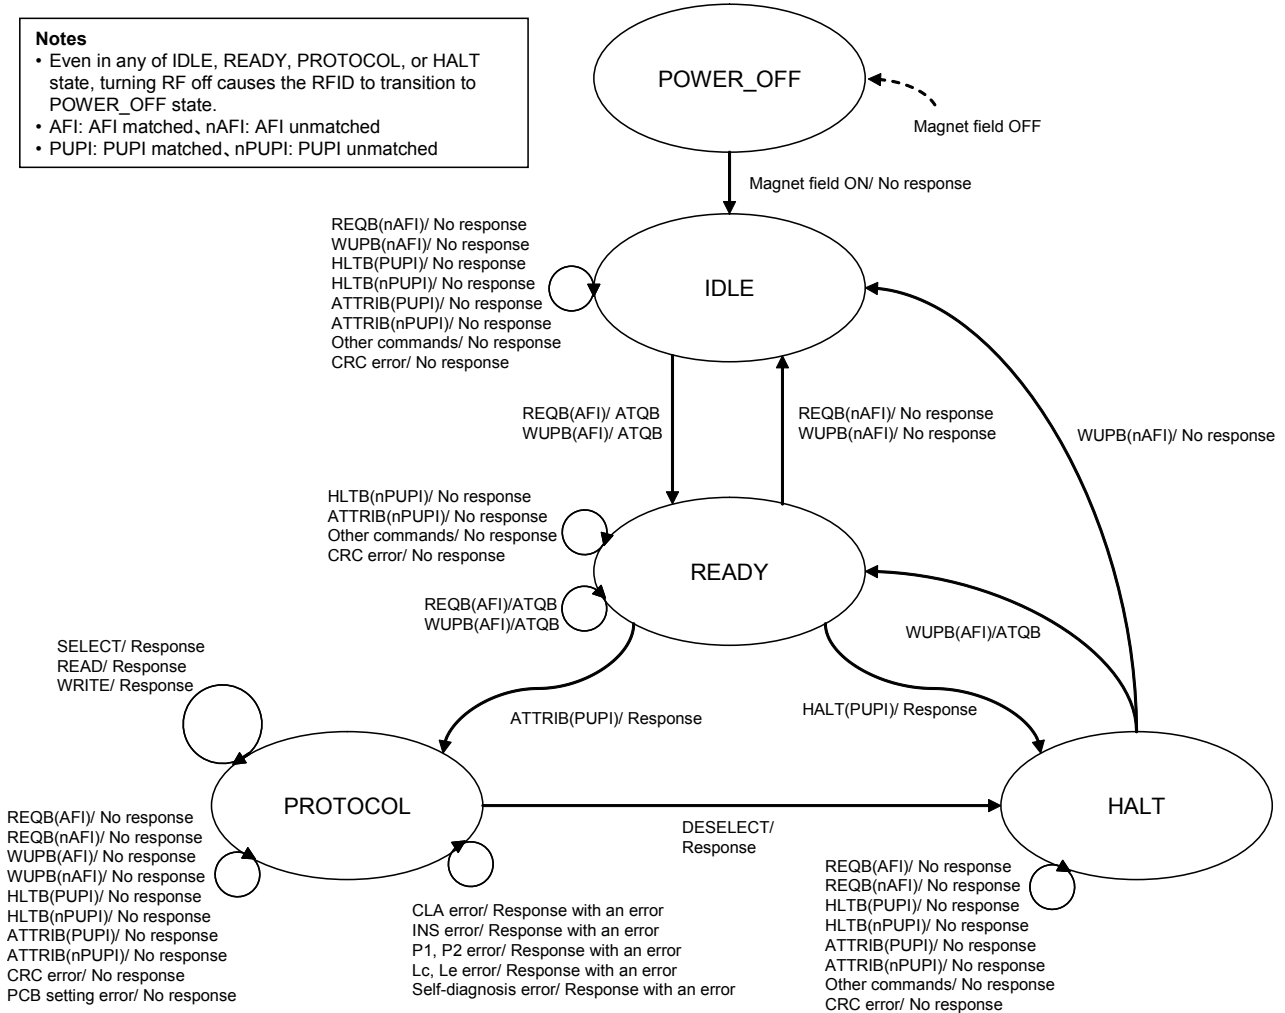 Notes
• Even in any of IDLE, READY, PROTOCOL, or HALT
state, turning RF off causes the RFID to transition to
POWER_OFF state.
• AFI: AFI matched、nAFI: AFI unmatched
• PUPI: PUPI matched、nPUPI: PUPI unmatched
POWER_OFF
Magnet field OFF
Magnet field ON/ No response
REQB(nAFI)/ No response
WUPB(nAFI)/ No response
HLTB(PUPI)/ No response
HLTB(nPUPI)/ No response
ATTRIB(PUPI)/ No response
ATTRIB(nPUPI)/ No response
Other commands/ No response
CRC error/ No response
IDLE
REQB(AFI)/ ATQB
WUPB(AFI)/ ATQB
REQB(nAFI)/ No response
WUPB(nAFI)/ No response
WUPB(nAFI)/ No response
HLTB(nPUPI)/ No response
ATTRIB(nPUPI)/ No response
Other commands/ No response
CRC error/ No response
READY
REQB(AFI)/ATQB
WUPB(AFI)/ATQB
WUPB(AFI)/ATQB
SELECT/ Response
READ/ Response
WRITE/ Response
ATTRIB(PUPI)/ Response
HALT(PUPI)/ Response
PROTOCOL
HALT
DESELECT/
Response
REQB(AFI)/ No response
REQB(nAFI)/ No response
WUPB(AFI)/ No response
WUPB(nAFI)/ No response
HLTB(PUPI)/ No response
HLTB(nPUPI)/ No response
ATTRIB(PUPI)/ No response
ATTRIB(nPUPI)/ No response
CRC error/ No response
PCB setting error/ No response
CLA error/ Response with an error
INS error/ Response with an error
P1, P2 error/ Response with an error
Lc, Le error/ Response with an error
Self-diagnosis error/ Response with an error
REQB(AFI)/ No response
REQB(nAFI)/ No response
HLTB(PUPI)/ No response
HLTB(nPUPI)/ No response
ATTRIB(PUPI)/ No response
ATTRIB(nPUPI)/ No response
Other commands/ No response
CRC error/ No response